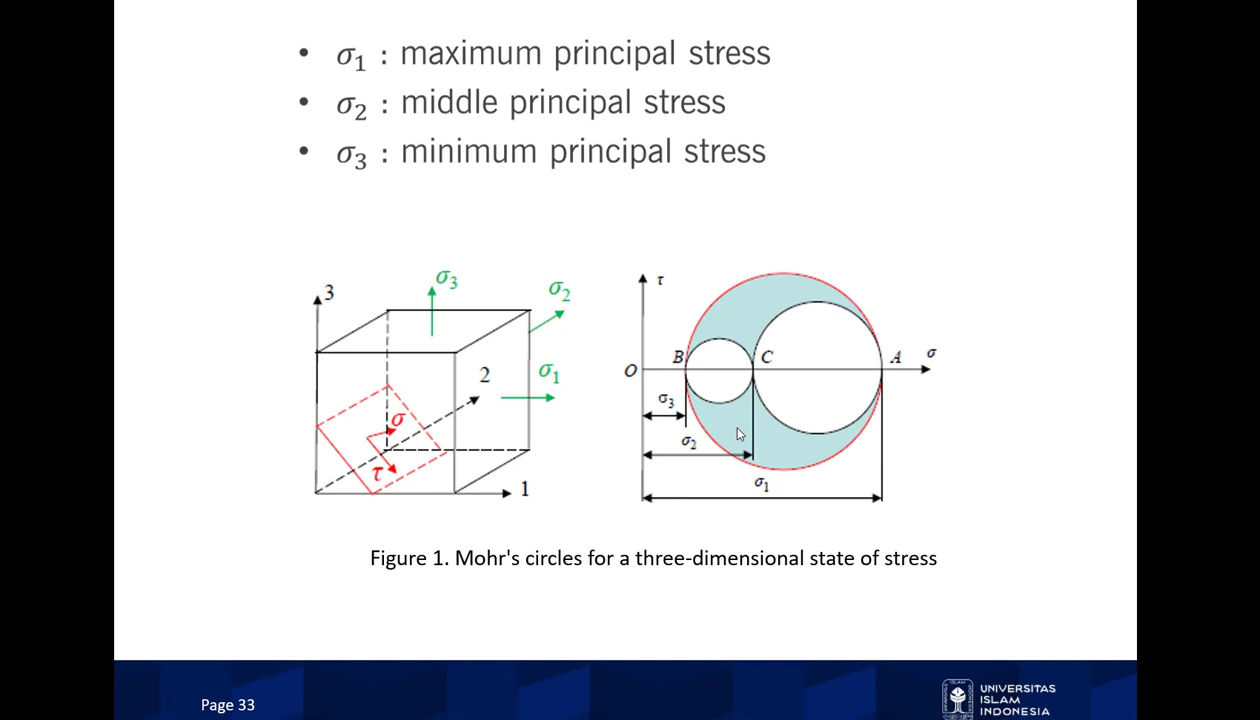 • σ1 : maximum principal stress
• σ2 : middle principal stress
• σ3 : minimum principal stress
3
σ3
σ2
2
σ1
σ
τ
1
τ
B
C
A
σ
O
σ3
σ2
σ1
Figure 1. Mohr's circles for a three-dimensional state of stress
Page 33
UNIVERSITAS
ISLAM
INDONESIA